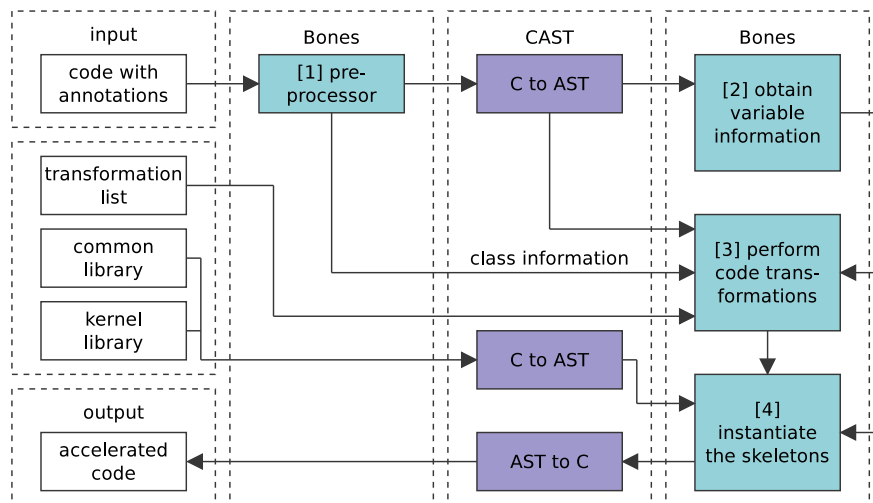 input
code with
annotations
transformation
list
common
library
kernel
library
output
accelerated
code
Bones
[1] pre-
processor
class information
CAST
C to AST
C to AST
AST to C
Bones
[2] obtain
variable
information
[3] perform
code trans-
formations
[4]
instantiate
the skeletons